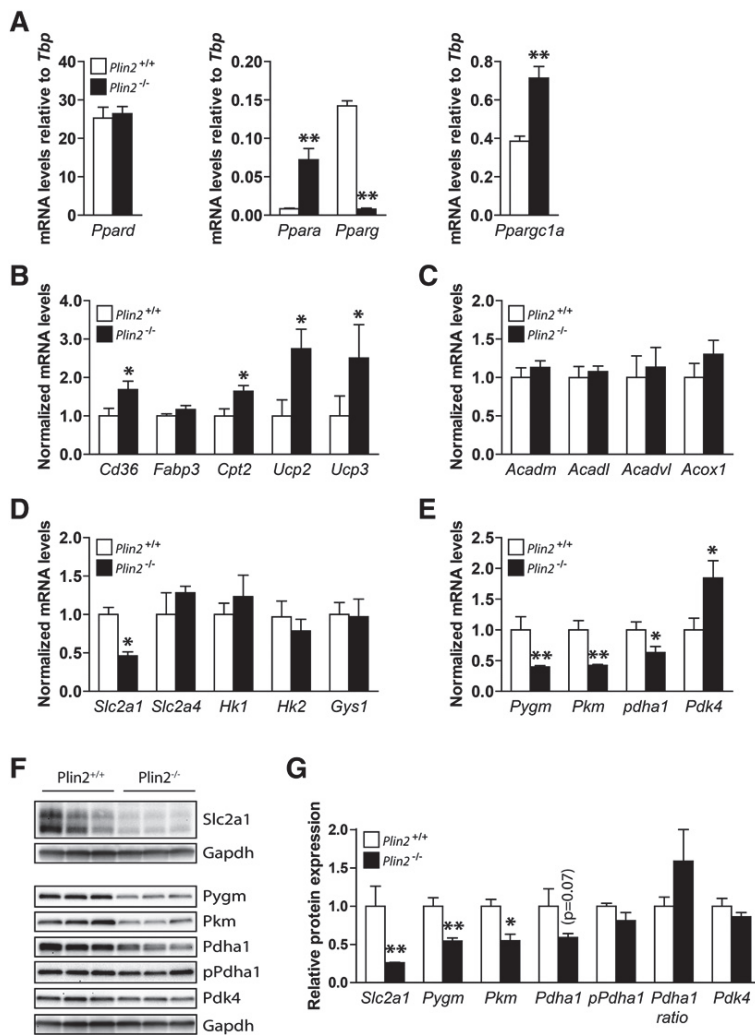 A
mRNA levels relative to Tbp
40
30
20
10
0
Plin2 +/+
Plin2 -/-
Ppard
mRNA levels relative to Tbp
0.20
0.15
0.10
0.05
0.00
**
**
Ppara Pparg
mRNA levels relative to Tbp
0.8
0.6
0.4
0.2
0.0
**
Ppargc1a
B
Normalized mRNA levels
4.0
3.0
2.0
1.0
0.0
Plin2 +/+
Plin2 -/-
* * * *
Cd36 Fabp3 Cpt2 Ucp2 Ucp3
C
Normalized mRNA levels
2.0
1.5
1.0
0.5
0.0
Plin2 +/+
Plin2 -/-
Acadm Acadl Acadvl Acox1
D
Normalized mRNA levels
2.0
1.5
1.0
0.5
0.0
Plin2 +/+
Plin2 -/-
*
Slc2a1 Slc2a4 Hk1 Hk2 Gys1
E
Normalized mRNA levels
2.5
2.0
1.5
1.0
0.5
0.0
Plin2 +/+
Plin2 -/-
** ** * *
Pygm Pkm pdha1 Pdk4
F
Plin2+/+ Plin2-/-
Slc2a1
Gapdh
Pygm
Pkm
Pdha1
pPdha1
Pdk4
Gapdh
G
Relative protein expression
2.0
1.5
1.0
0.5
0.0
Plin2 +/+
Plin2 -/-
** ** * (p=0.07)
Slc2a1 Pygm Pkm Pdha1 pPdha1 Pdha1 Pdk4
ratio